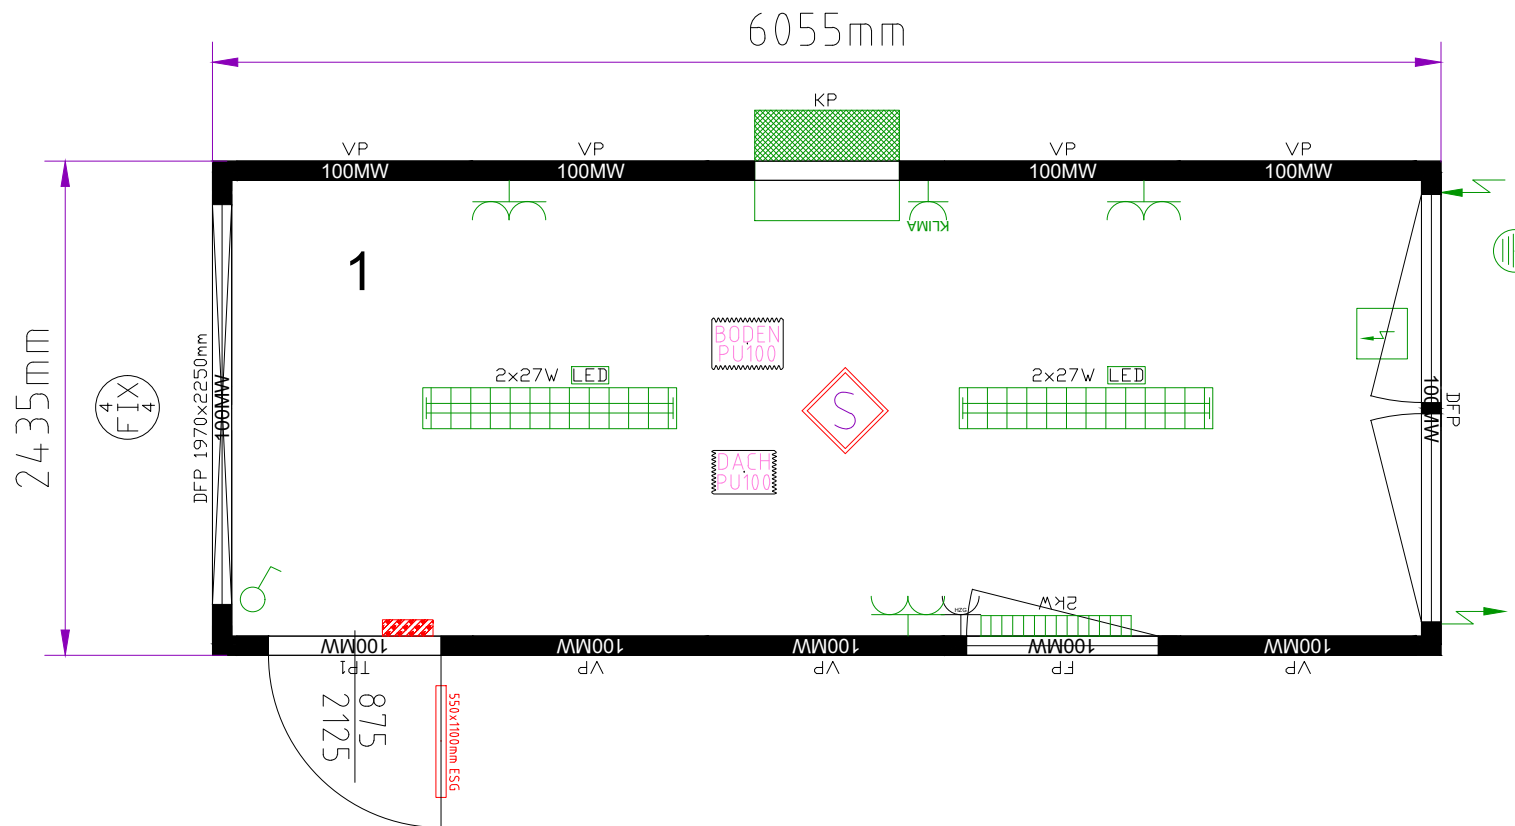 6055mm
KP
VP
VP
VP
VP
100MW
100MW
100MW
100MW
KLIMA
1
2435mm
4
FIX
4
DFP 1970x2250mm
100MW
BODEN
PU100
2x27W LED
2x27W LED
S
DACH
PU100
100MW
DFP
HZG
2kW
100MW
100MW
100MW
100MW
100MW
TP1
VP
VP
FP
VP
875
2125
550x1100mm ESG